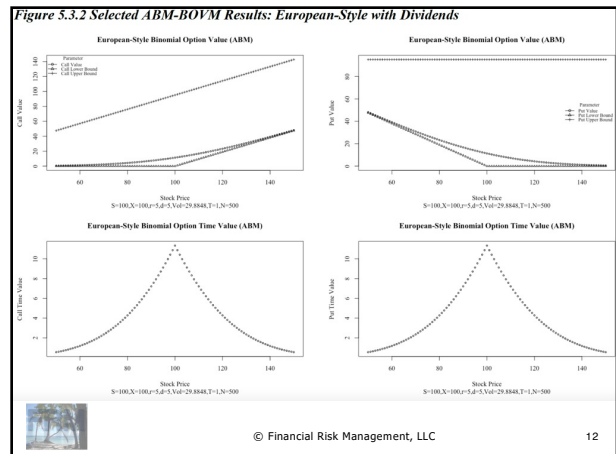 Figure 5.3.2 Selected ABM-BOVM Results: European-Style with Dividends
European-Style Binomial Option Value (ABM)
Parameter
Call Value
Call Lower Bound
Call Upper Bound
Call Value
0 20 40 60 80 100 120 140
60 80 100 120 140
Stock Price
S=100,X=100,r=5,d=5,Vol=29.8848,T=1,N=500
European-Style Binomial Option Value (ABM)
Parameter
Put Value
Put Lower Bound
Put Upper Bound
Put Value
0 20 40 60 80
60 80 100 120 140
Stock Price
S=100,X=100,r=5,d=5,Vol=29.8848,T=1,N=500
European-Style Binomial Option Time Value (ABM)
Call Time Value
2 4 6 8 10
60 80 100 120 140
Stock Price
S=100,X=100,r=5,d=5,Vol=29.8848,T=1,N=500
European-Style Binomial Option Time Value (ABM)
Put Time Value
2 4 6 8 10
60 80 100 120 140
Stock Price
S=100,X=100,r=5,d=5,Vol=29.8848,T=1,N=500
© Financial Risk Management, LLC
12